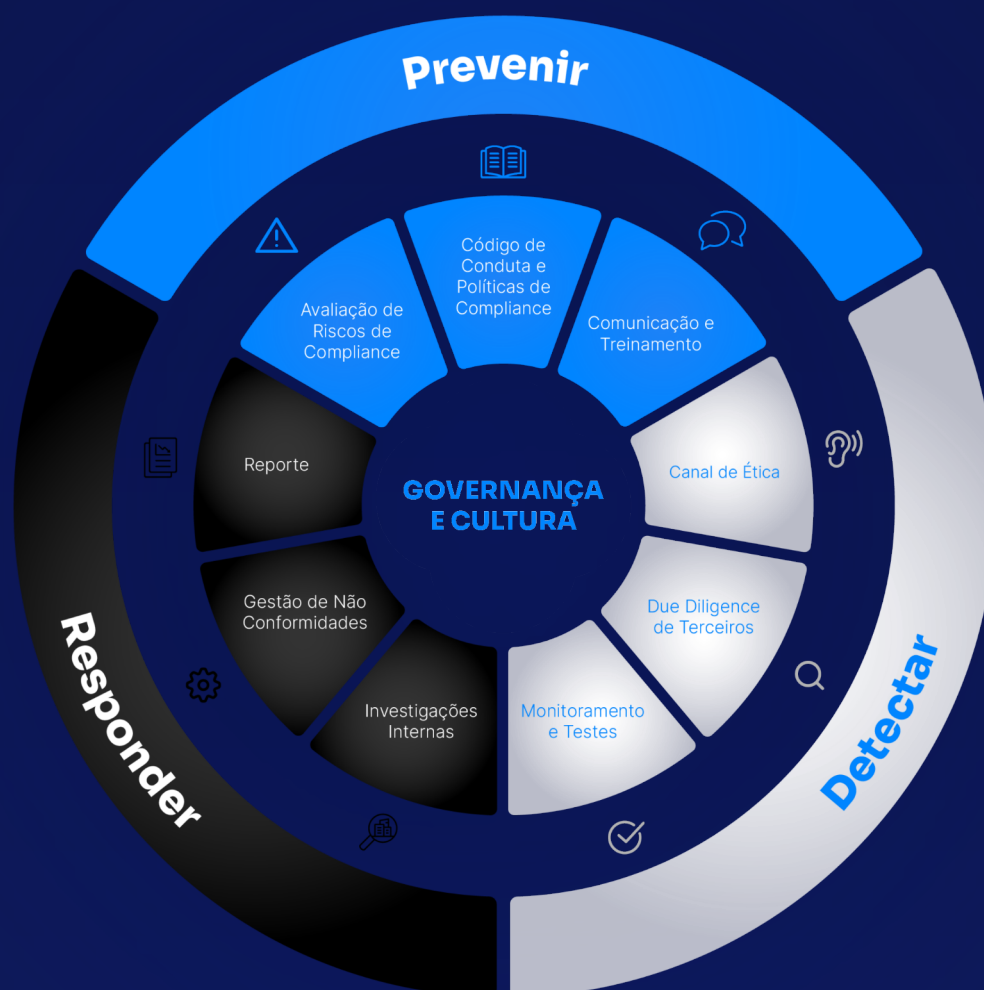 Prevenir
Código de
Conduta e
Políticas de
Compliance
Avaliação de
Riscos de
Compliance
Comunicação e
Treinamento
Reporte
Canal de Ética
GOVERNANÇA
E CULTURA
Gestão de Não
Conformidades
Due Diligence
de Terceiros
Investigações
Internas
Monitoramento
e Testes
Responder
Detectar